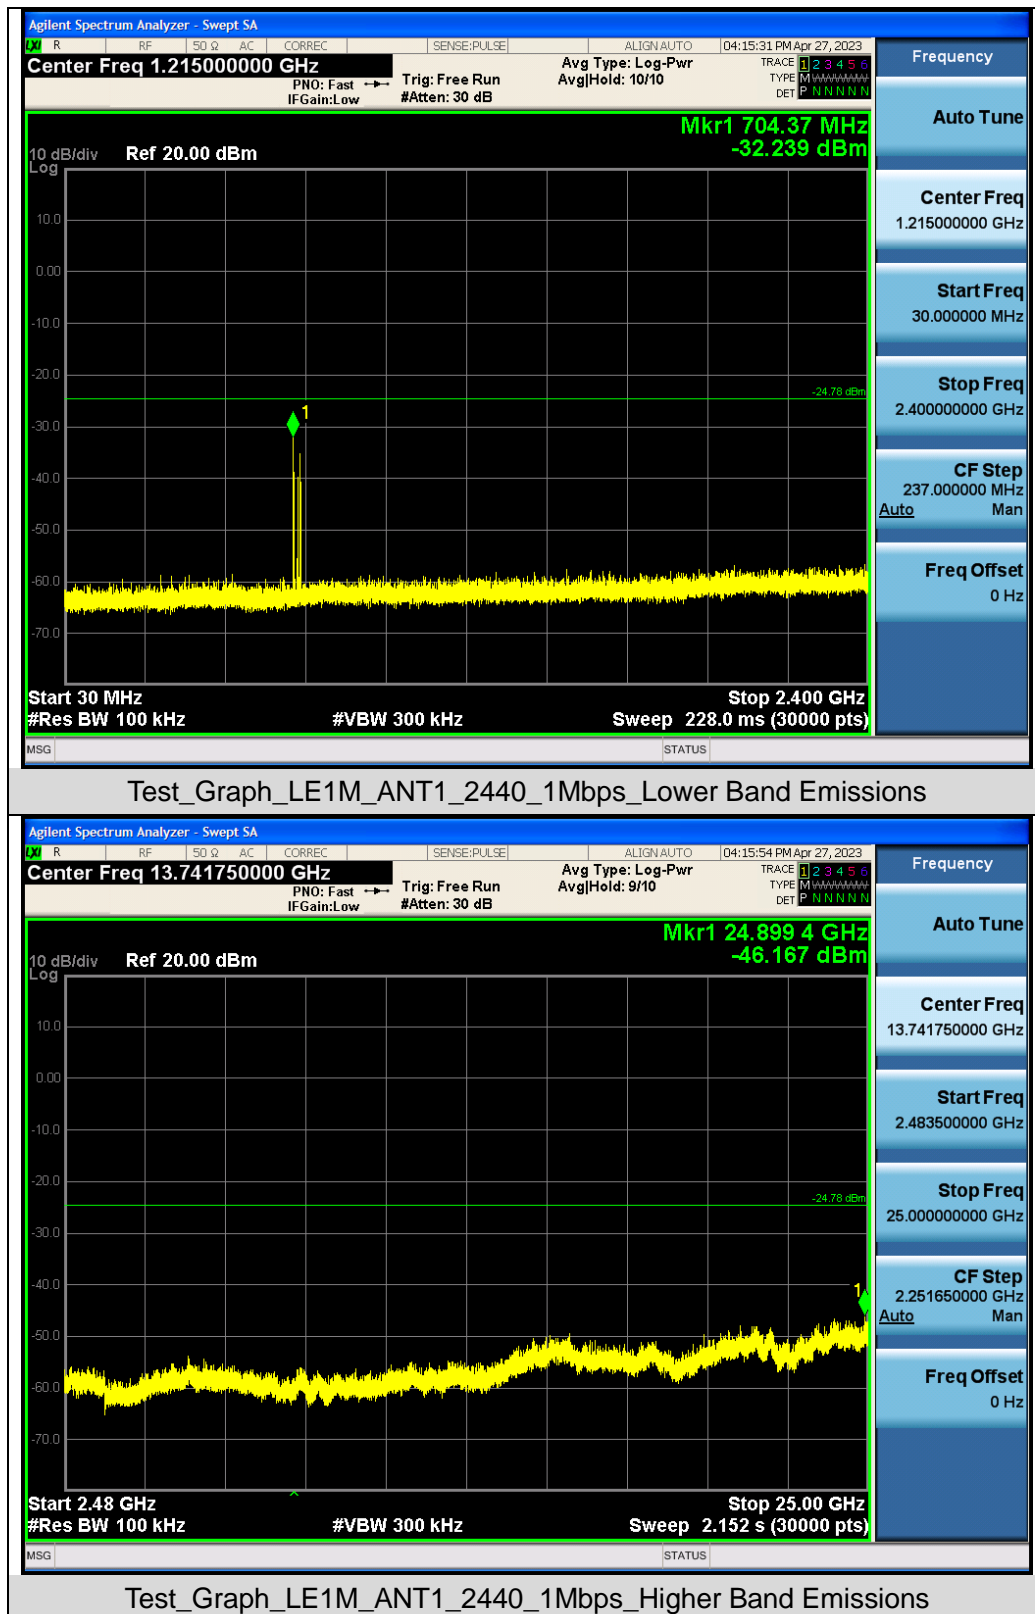 Agilent Spectrum Analyzer - Swept SA
LXI R RF 50 Ω AC CORREC SENSE:PULSE ALIGN AUTO 04:15:31 PM Apr 27, 2023
Center Freq 1.215000000 GHz
PNO: Fast
IFGain:Low
Trig: Free Run
#Atten: 30 dB
Avg Type: Log-Pwr
Avg|Hold: 10/10
TRACE 1 2 3 4 5 6
TYPE M
DET P N N N N N
Mkr1 704.37 MHz
-32.239 dBm
10 dB/div Ref 20.00 dBm
Log
10.0
0.00
-10.0
-20.0
-24.78 dBm
1
-30.0
-40.0
-50.0
-60.0
-70.0
Start 30 MHz Stop 2.400 GHz
#Res BW 100 kHz #VBW 300 kHz Sweep 228.0 ms (30000 pts)
MSG STATUS
Frequency
Auto Tune
Center Freq
1.215000000 GHz
Start Freq
30.000000 MHz
Stop Freq
2.400000000 GHz
CF Step
237.000000 MHz
Auto Man
Freq Offset
0 Hz
Test_Graph_LE1M_ANT1_2440_1Mbps_Lower Band Emissions
Agilent Spectrum Analyzer - Swept SA
LXI R RF 50 Ω AC CORREC SENSE:PULSE ALIGN AUTO 04:15:54 PM Apr 27, 2023
Center Freq 13.741750000 GHz
PNO: Fast
IFGain:Low
Trig: Free Run
#Atten: 30 dB
Avg Type: Log-Pwr
Avg|Hold: 9/10
TRACE 1 2 3 4 5 6
TYPE M
DET P N N N N N
Mkr1 24.899 4 GHz
-46.167 dBm
10 dB/div Ref 20.00 dBm
Log
10.0
0.00
-10.0
-20.0
-24.78 dBm
-30.0
-40.0
1
-50.0
-60.0
-70.0
Start 2.48 GHz Stop 25.00 GHz
#Res BW 100 kHz #VBW 300 kHz Sweep 2.152 s (30000 pts)
MSG STATUS
Frequency
Auto Tune
Center Freq
13.741750000 GHz
Start Freq
2.483500000 GHz
Stop Freq
25.000000000 GHz
CF Step
2.251650000 GHz
Auto Man
Freq Offset
0 Hz
Test_Graph_LE1M_ANT1_2440_1Mbps_Higher Band Emissions